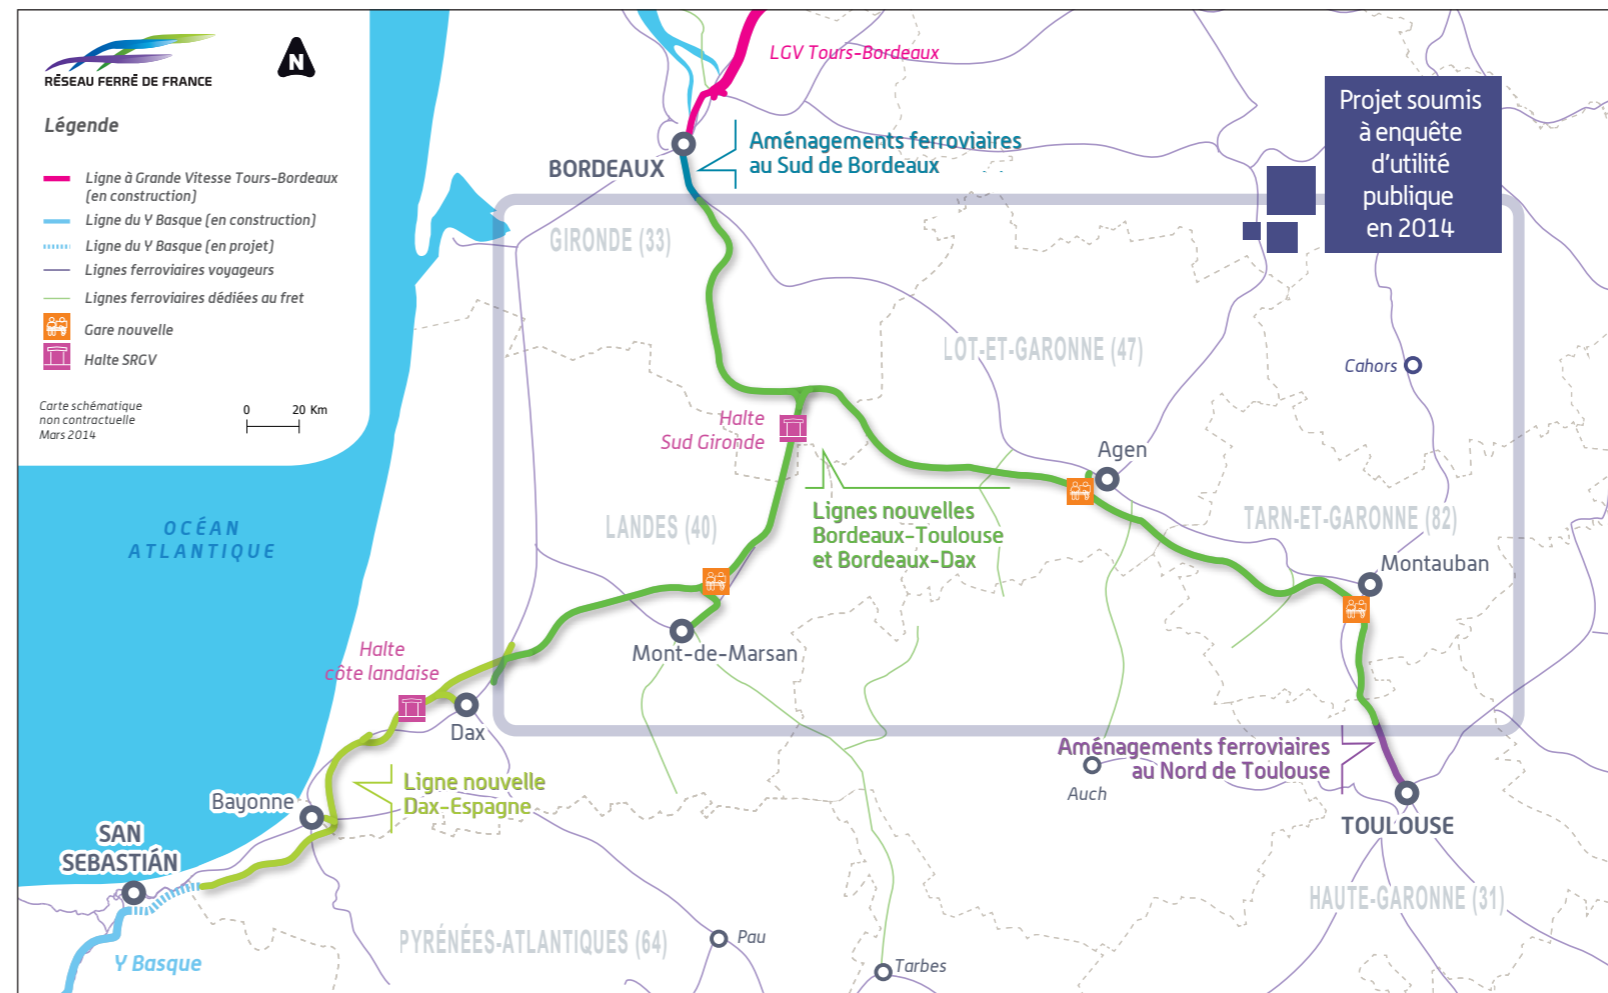 RÉSEAU FERRÉ DE FRANCE
N
Légende
Ligne à Grande Vitesse Tours-Bordeaux
(en construction)
Ligne du Y Basque (en construction)
Ligne du Y Basque (en projet)
Lignes ferroviaires voyageurs
Lignes ferroviaires dédiées au fret
Gare nouvelle
Halte SRGV
Carte schématique
non contractuelle
Mars 2014
0 20 Km
LGV Tours-Bordeaux
BORDEAUX
Aménagements ferroviaires
au Sud de Bordeaux
Projet soumis
à enquête
d'utilité
publique
en 2014
GIRONDE (33)
LOT-ET-GARONNE (47)
Cahors
Halte
Sud Gironde
Agen
LANDES (40)
Lignes nouvelles
Bordeaux-Toulouse
et Bordeaux-Dax
TARN-ET-GARONNE (82)
Montauban
OCÉAN
ATLANTIQUE
Mont-de-Marsan
Halte
côte landaise
Dax
Aménagements ferroviaires
au Nord de Toulouse
Auch
Ligne nouvelle
Dax-Espagne
Bayonne
TOULOUSE
SAN
SEBASTIÁN
HAUTE-GARONNE (31)
PYRÉNÉES-ATLANTIQUES (64)
Pau
Y Basque
Tarbes